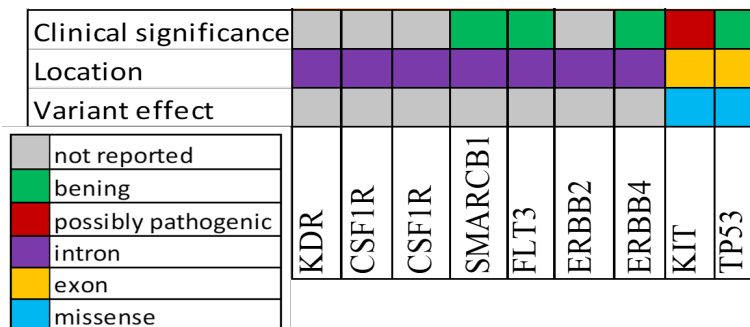 Clinical significance
Location
Variant effect
not reported
bening
possibly pathogenic
intron
exon
missense
KDR
CSF1R
CSF1R
SMARCB1
FLT3
ERBB2
ERBB4
KIT
TP53